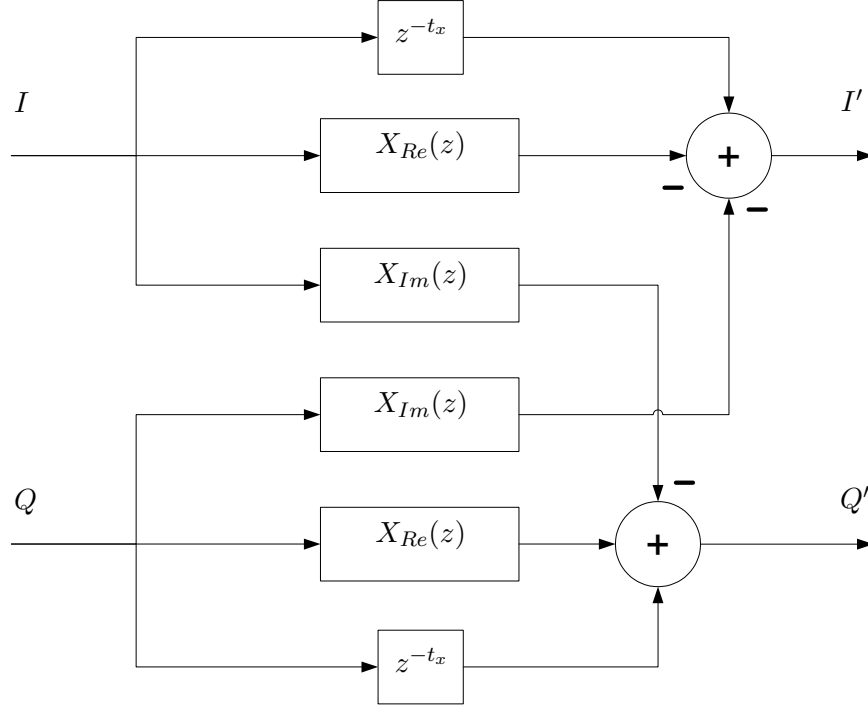 $z^{-t_x}$
$I$
$I'$
$X_{Re}(z)$
+
−
−
$X_{Im}(z)$
$X_{Im}(z)$
−
$Q$
$Q'$
$X_{Re}(z)$
+
$z^{-t_x}$